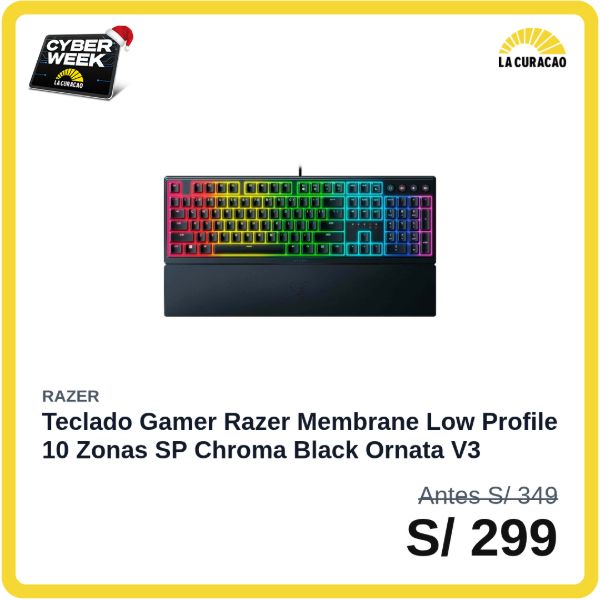 CYBER
WEEK
LA CURACAO
LA CURACAO
RAZER
Teclado Gamer Razer Membrane Low Profile
10 Zonas SP Chroma Black Ornata V3
Antes S/ 349
S/ 299